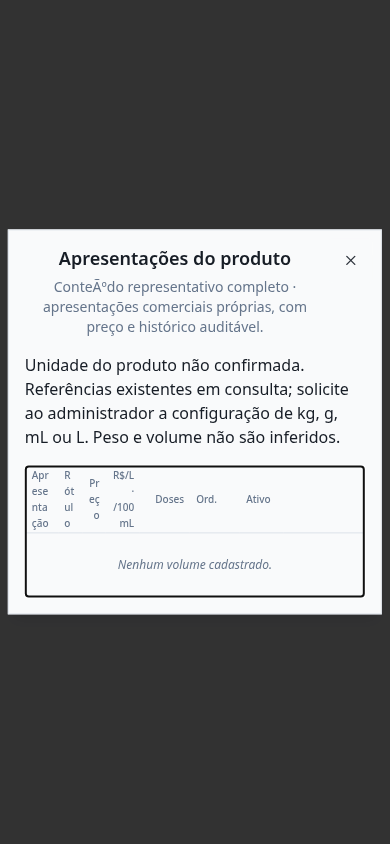 Apresentações do produto
×
ConteÃºdo representativo completo ·
apresentações comerciais próprias, com
preço e histórico auditável.
Unidade do produto não confirmada.
Referências existentes em consulta; solicite
ao administrador a configuração de kg, g,
mL ou L. Peso e volume não são inferidos.
Apr
ese
nta
ção
R
ót
ul
o
Pr
eç
o
R$/L
·
/100
mL
Doses
Ord.
Ativo
Nenhum volume cadastrado.